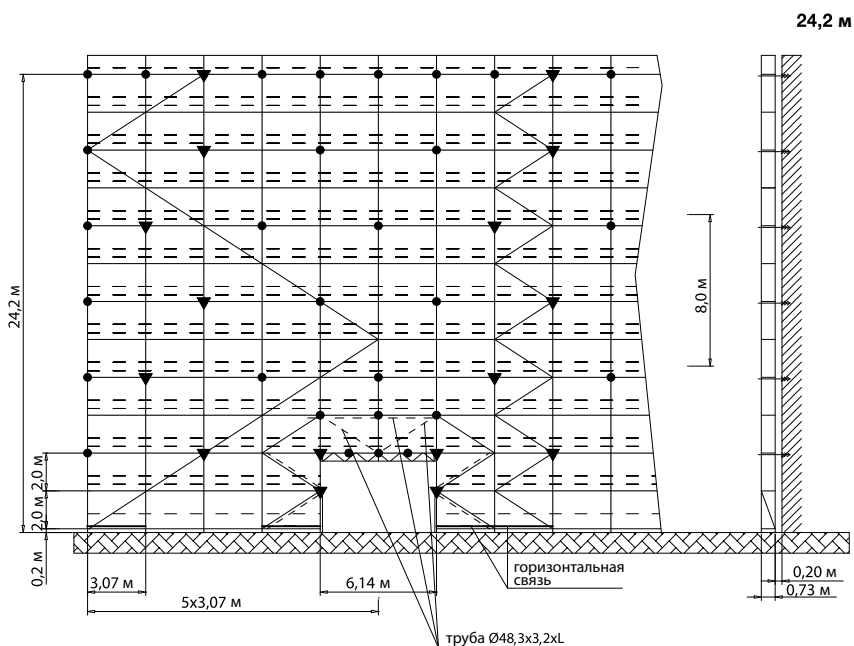 24,2 м
24,2 м
8,0 м
2,0 м
2,0 м
0,2 м
3,07 м
6,14 м
горизонтальная
связь
0,20 м
0,73 м
5x3,07 м
труба Ø48,3x3,2xL